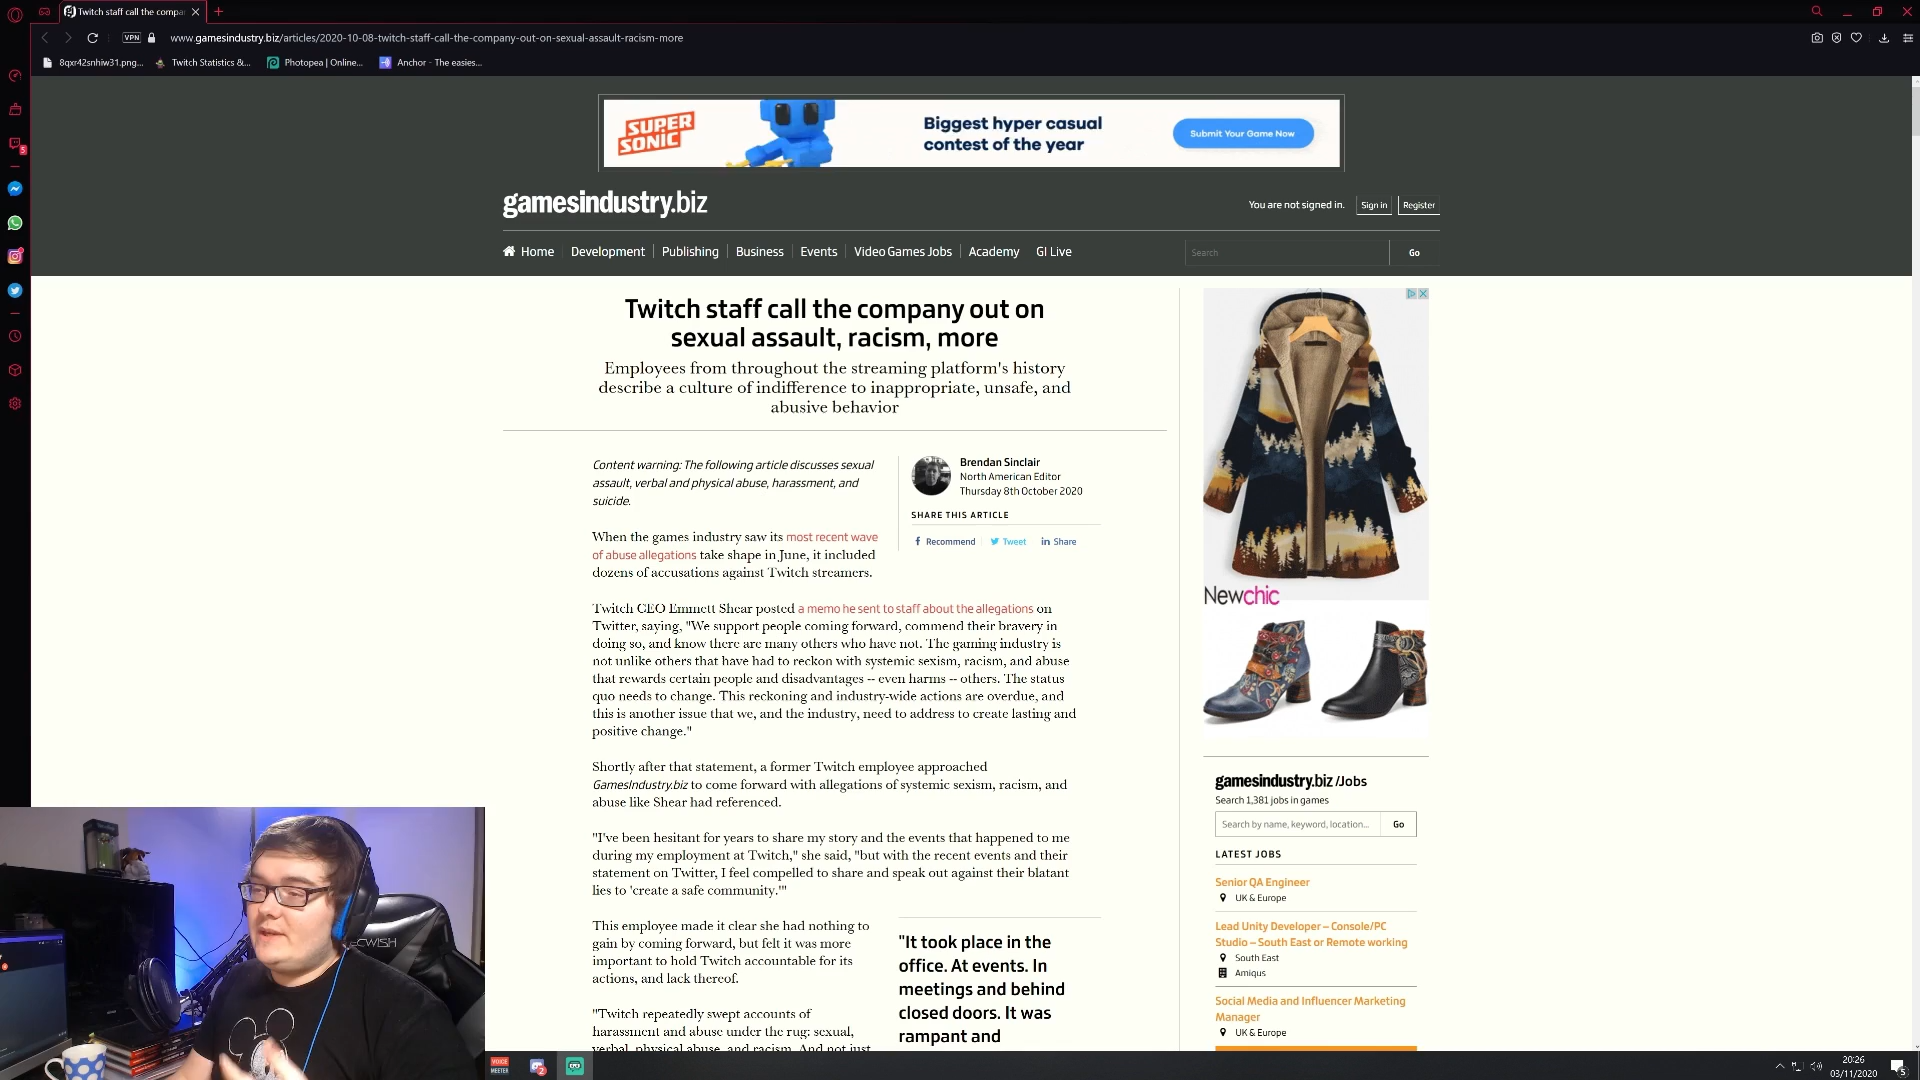 Twitch staff call the compa
VPN
www.gamesindustry.biz/articles/2020-10-08-twitch-staff-call-the-company-out-on-sexual-assault-racism-more
8qxr42snhiw31.png...
Twitch Statistics &...
Photopea | Online...
Anchor - The easies...
5
SUPER
SONIC
Biggest hyper casual
contest of the year
Submit Your Game Now
gamesindustry.biz
You are not signed in.
Sign in
Register
Home
Development
Publishing
Business
Events
Video Games Jobs
Academy
GI Live
Search
Go
Twitch staff call the company out on
sexual assault, racism, more
Employees from throughout the streaming platform's history
describe a culture of indifference to inappropriate, unsafe, and
abusive behavior
Content warning: The following article discusses sexual
assault, verbal and physical abuse, harassment, and
suicide.
Brendan Sinclair
North American Editor
Thursday 8th October 2020
SHARE THIS ARTICLE
Recommend
Tweet
Share
When the games industry saw its most recent wave
of abuse allegations take shape in June, it included
dozens of accusations against Twitch streamers.
Twitch CEO Emmett Shear posted a memo he sent to staff about the allegations on
Twitter, saying, "We support people coming forward, commend their bravery in
doing so, and know there are many others who have not. The gaming industry is
not unlike others that have had to reckon with systemic sexism, racism, and abuse
that rewards certain people and disadvantages -- even harms -- others. The status
quo needs to change. This reckoning and industry-wide actions are overdue, and
this is another issue that we, and the industry, need to address to create lasting and
positive change."
Shortly after that statement, a former Twitch employee approached
GamesIndustry.biz to come forward with allegations of systemic sexism, racism, and
abuse like Shear had referenced.
"I've been hesitant for years to share my story and the events that happened to me
during my employment at Twitch," she said, "but with the recent events and their
statement on Twitter, I feel compelled to share and speak out against their blatant
lies to 'create a safe community.'"
This employee made it clear she had nothing to
gain by coming forward, but felt it was more
important to hold Twitch accountable for its
actions, and lack thereof.
"Twitch repeatedly swept accounts of
harassment and abuse under the rug: sexual,
verbal, physical abuse, and racism. And not just
"It took place in the
office. At events. In
meetings and behind
closed doors. It was
rampant and
Newchic
gamesindustry.biz /Jobs
Search 1,381 jobs in games
Search by name, keyword, location...
Go
LATEST JOBS
Senior QA Engineer
UK & Europe
Lead Unity Developer – Console/PC
Studio – South East or Remote working
South East
Amiqus
Social Media and Influencer Marketing
Manager
UK & Europe
ECWISH
VOICE
MEETER
2
20:26
03/11/2020
5